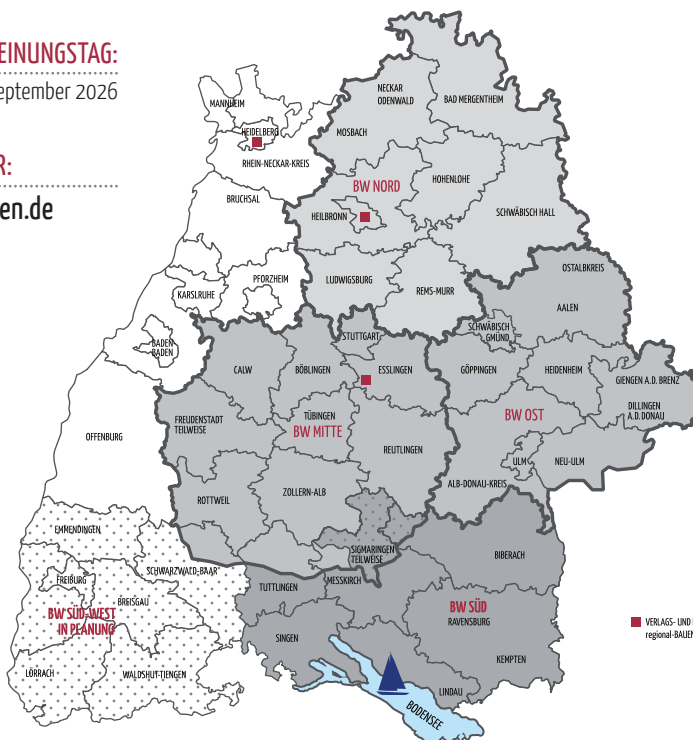 EINUNGSTAG:
eptember 2026
R:
en.de
MANNHEIM
HEIDELBERG
RHEIN-NECKAR-KREIS
BRUCHSAL
PFORZHEIM
KARSLRUHE
BADEN
BADEN
OFFENBURG
NECKAR
ODENWALD
BAD MERGENTHEIM
MOSBACH
BW NORD
HOHENLOHE
HEILBRONN
SCHWÄBISCH HALL
LUDWIGSBURG
REMS-MURR
OSTALBKREIS
AALEN
SCHWÄBISCH
GMÜND
STUTTGART
CALW
BÖBLINGEN
ESSLINGEN
GÖPPINGEN
HEIDENHEIM
GIENGEN A.D. BRENZ
DILLINGEN
A.D. DONAU
FREUDENSTADT
TEILWEISE
TÜBINGEN
BW MITTE
BW OST
REUTLINGEN
ULM
NEU-ULM
ALB-DONAU-KREIS
ROTTWEIL
ZOLLERN-ALB
SIGMARINGEN
TEILWEISE
BIBERACH
EMMENDINGEN
SCHWARZWALD-BAAR
FREIBURG
BREISGAU
BW SÜD-WEST
IN PLANUNG
LÖRRACH
WALDSHUT-TIENGEN
TUTTLINGEN
MESSKIRCH
BW SÜD
RAVENSBURG
SINGEN
KEMPTEN
LINDAU
BODENSEE
VERLAGS- UND
regional-BAUEN